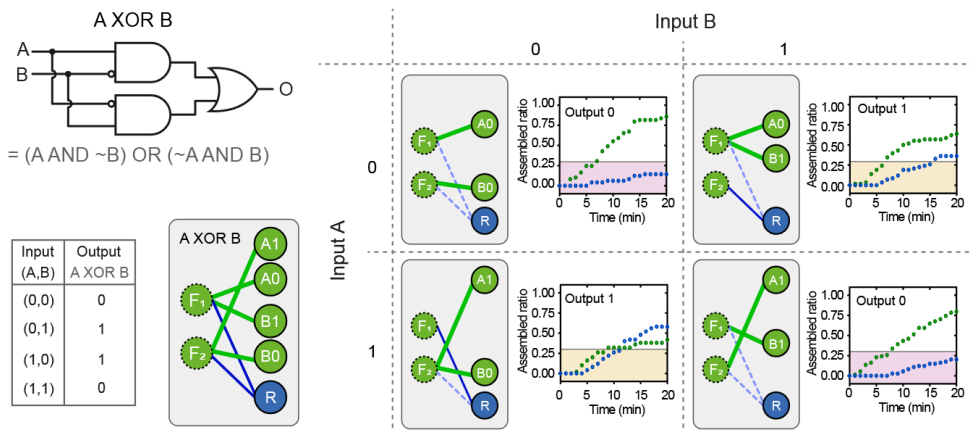 A XOR B
A
B
O
= (A AND ~B) OR (~A AND B)
Input
(A,B)
Output
A XOR B
(0,0) 0
(0,1) 1
(1,0) 1
(1,1) 0
A XOR B
A1
A0
F₁
B1
F₂
B0
R
Input B
0
1
Input A
0
1
A0
F₁
F₂
B0
R
Assembled ratio
1.00
0.75
0.50
0.25
0.00
Output 0
0 5 10 15 20
Time (min)
A0
F₁
B1
F₂
R
Assembled ratio
1.00
0.75
0.50
0.25
0.00
Output 1
0 5 10 15 20
Time (min)
A1
F₁
F₂
B0
R
Assembled ratio
1.00
0.75
0.50
0.25
0.00
Output 1
0 5 10 15 20
Time (min)
A1
F₁
B1
F₂
R
Assembled ratio
1.00
0.75
0.50
0.25
0.00
Output 0
0 5 10 15 20
Time (min)